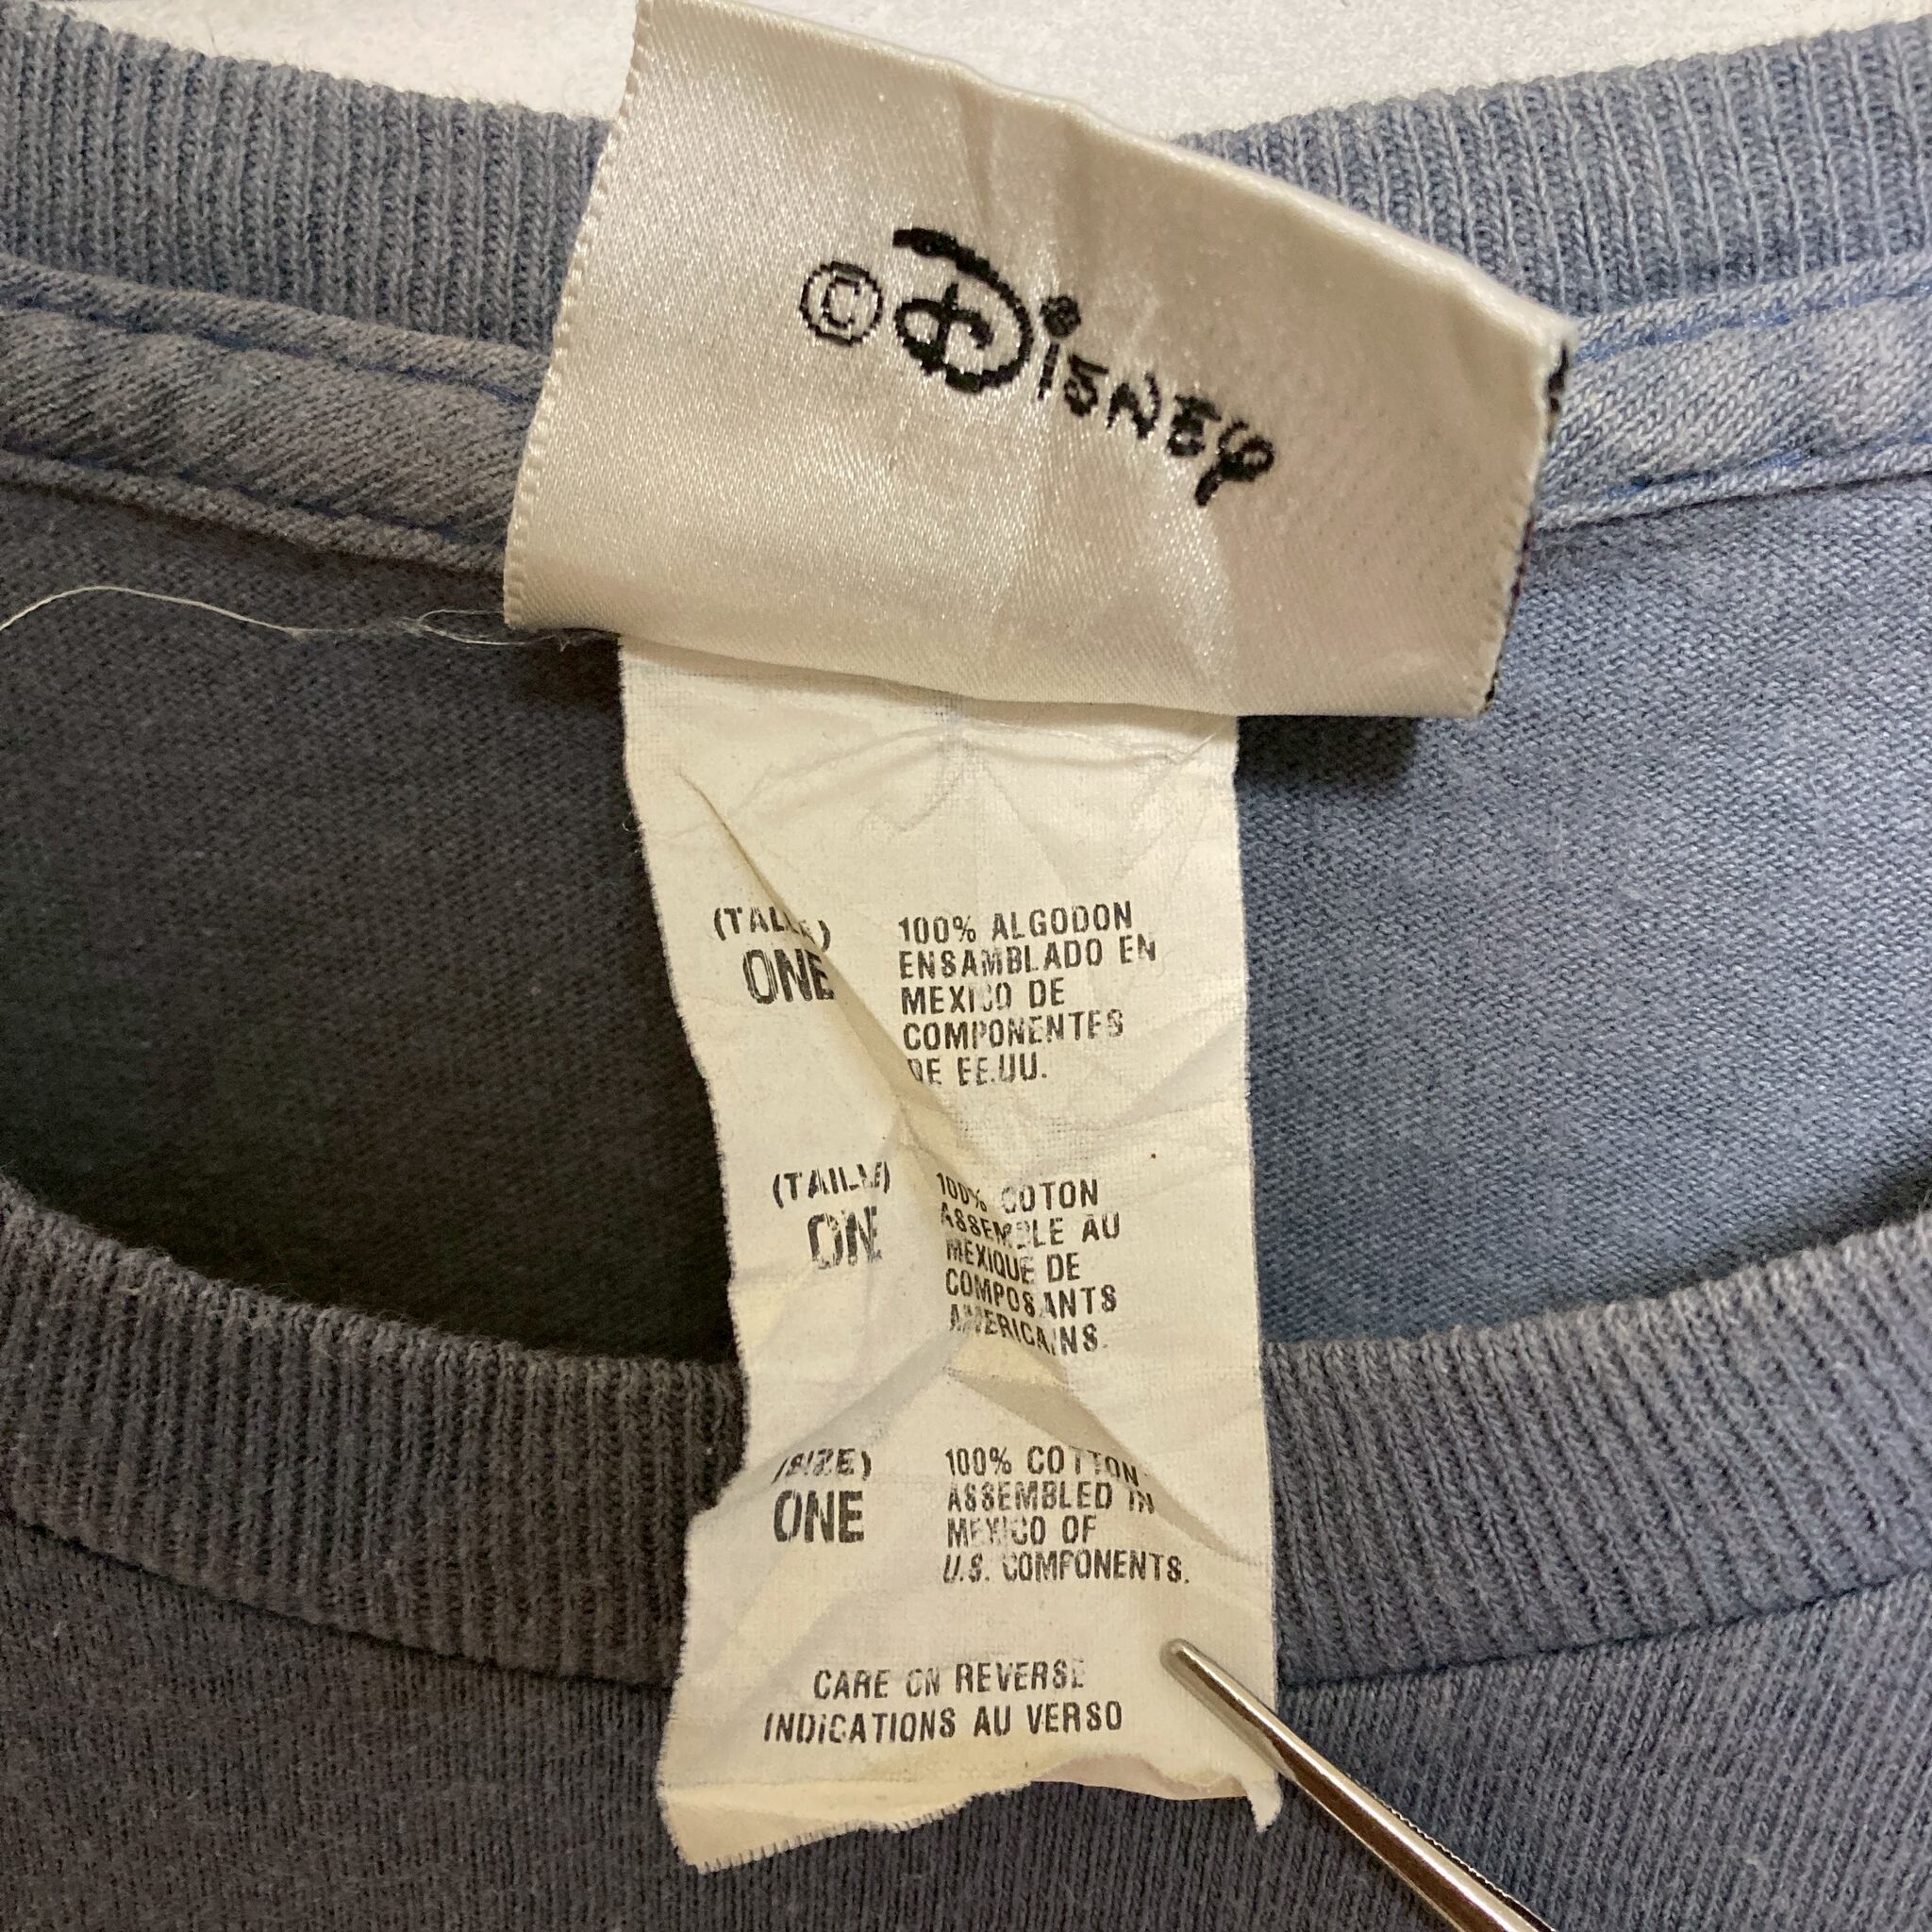 © Disney
(TALLE)
ONE
100% ALGODON
ENSAMBLADO EN
MEXICO DE
COMPONENTES
DE EE.UU.
(TAILLE)
ONE
100% COTON
ASSEMBLE AU
MEXIQUE DE
COMPOSANTS
AMERICAINS.
(SIZE)
ONE
100% COTTON
ASSEMBLED IN
MEXICO OF
U.S. COMPONENTS.
CARE ON REVERSE
INDICATIONS AU VERSO